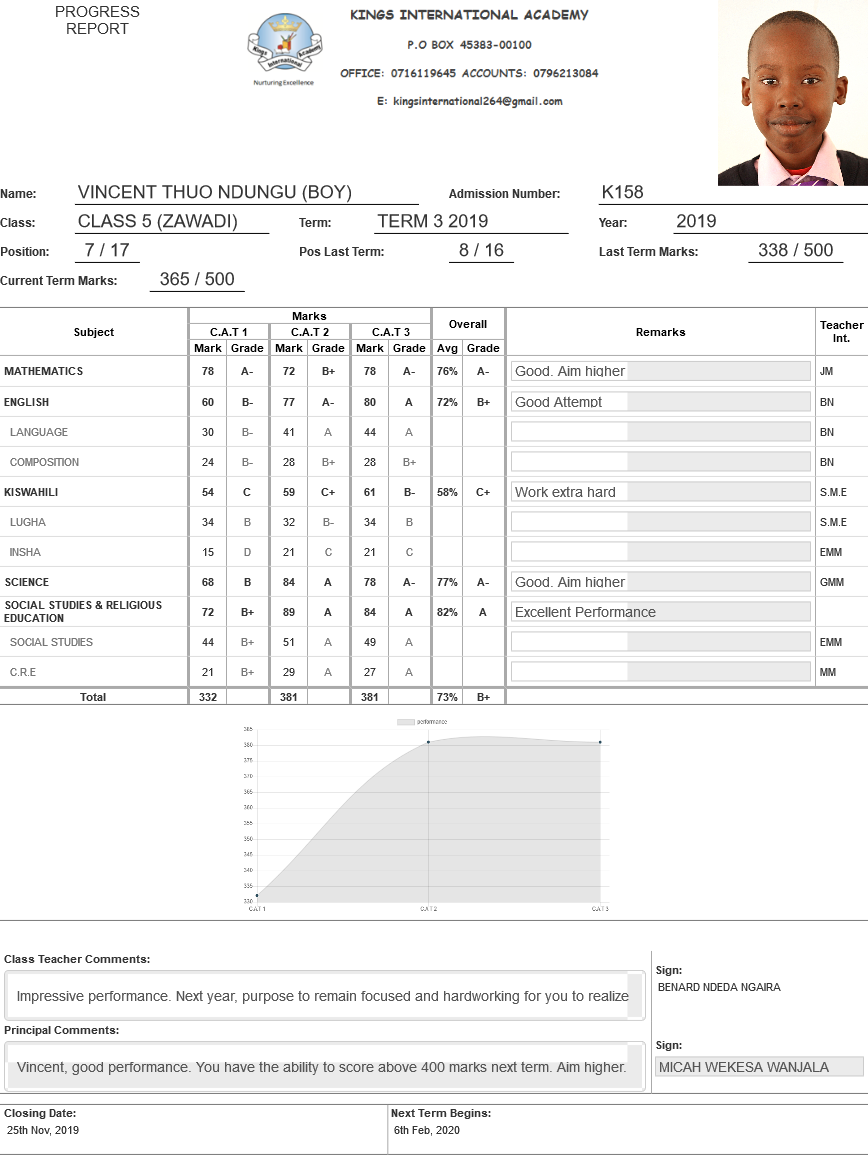 PROGRESS
REPORT
KINGS INTERNATIONAL ACADEMY
P.O BOX 45383-00100
OFFICE: 0716119645 ACCOUNTS: 0796213084
E: kingsinternational264@gmail.com
Kings Academy
International
Nurturing Excellence
Name: VINCENT THUO NDUNGU (BOY) Admission Number: K158
Class: CLASS 5 (ZAWADI) Term: TERM 3 2019 Year: 2019
Position: 7 / 17 Pos Last Term: 8 / 16 Last Term Marks: 338 / 500
Current Term Marks: 365 / 500
Subject Marks Overall Remarks Teacher Int.
C.A.T 1 C.A.T 2 C.A.T 3
Mark Grade Mark Grade Mark Grade Avg Grade
MATHEMATICS 78 A- 72 B+ 78 A- 76% A- Good. Aim higher JM
ENGLISH 60 B- 77 A- 80 A 72% B+ Good Attempt BN
LANGUAGE 30 B- 41 A 44 A BN
COMPOSITION 24 B- 28 B+ 28 B+ BN
KISWAHILI 54 C 59 C+ 61 B- 58% C+ Work extra hard S.M.E
LUGHA 34 B 32 B- 34 B S.M.E
INSHA 15 D 21 C 21 C EMM
SCIENCE 68 B 84 A 78 A- 77% A- Good. Aim higher GMM
SOCIAL STUDIES & RELIGIOUS
EDUCATION 72 B+ 89 A 84 A 82% A Excellent Performance
SOCIAL STUDIES 44 B+ 51 A 49 A EMM
C.R.E 21 B+ 29 A 27 A MM
Total 332 381 381 73% B+
performance
385
380
375
370
365
360
355
350
345
340
335
330
C.A.T 1 C.A.T 2 C.A.T 3
Class Teacher Comments:
Impressive performance. Next year, purpose to remain focused and hardworking for you to realize
Sign:
BENARD NDEDA NGAIRA
Principal Comments:
Vincent, good performance. You have the ability to score above 400 marks next term. Aim higher.
Sign:
MICAH WEKESA WANJALA
Closing Date: Next Term Begins:
25th Nov, 2019 6th Feb, 2020